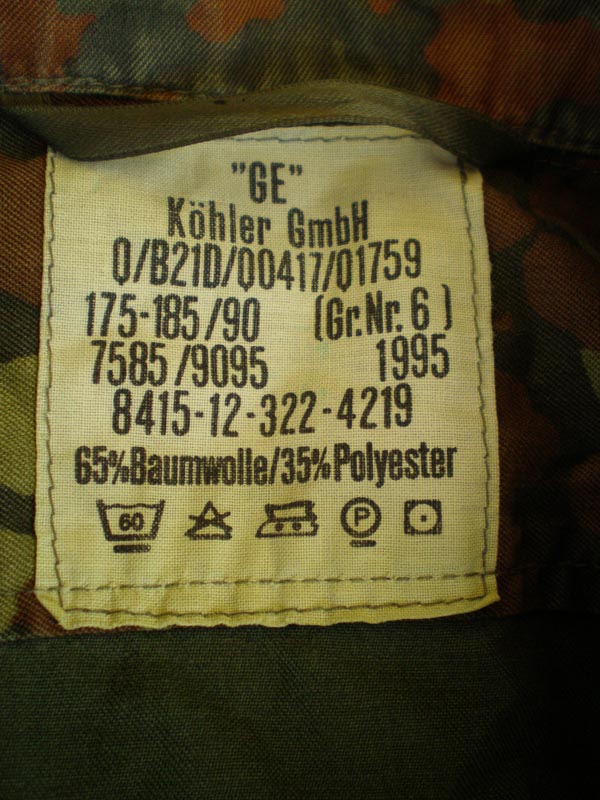 "GE"
Köhler GmbH
Q/B21D/Q0417/Q1759
175-185/90 (Gr.Nr. 6)
7585/9095 1995
8415-12-322-4219
65%Baumwolle/35%Polyester
60 P